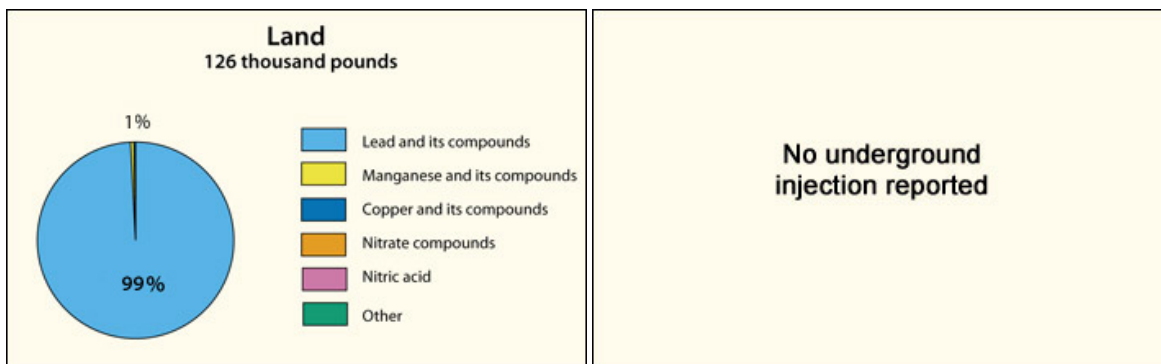 Land
126 thousand pounds
1%
99%
Lead and its compounds
Manganese and its compounds
Copper and its compounds
Nitrate compounds
Nitric acid
Other
No underground
injection reported